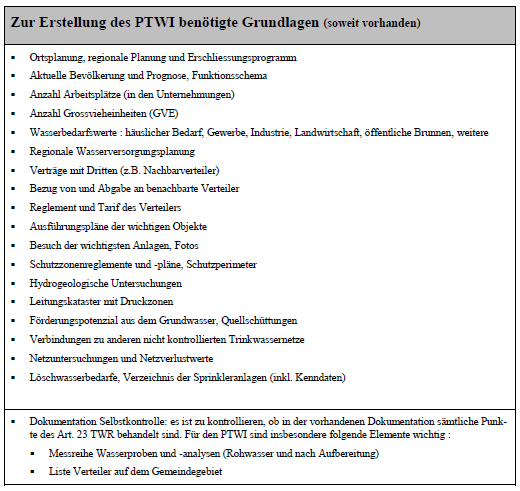 Zur Erstellung des PTWI benötigte Grundlagen (soweit vorhanden)
▪ Ortsplanung, regionale Planung und Erschliessungsprogramm
▪ Aktuelle Bevölkerung und Prognose, Funktionsschema
▪ Anzahl Arbeitsplätze (in den Unternehmungen)
▪ Anzahl Grossvieheinheiten (GVE)
▪ Wasserbedarfswerte : häuslicher Bedarf, Gewerbe, Industrie, Landwirtschaft, öffentliche Brunnen, weitere
▪ Regionale Wasserversorgungsplanung
▪ Verträge mit Dritten (z.B. Nachbarverteiler)
▪ Bezug von und Abgabe an benachbarte Verteiler
▪ Reglement und Tarif des Verteilers
▪ Ausführungspläne der wichtigen Objekte
▪ Besuch der wichtigsten Anlagen, Fotos
▪ Schutzzonenreglemente und -pläne, Schutzperimeter
▪ Hydrogeologische Untersuchungen
▪ Leitungskataster mit Druckzonen
▪ Förderungspotenzial aus dem Grundwasser, Quellschüttungen
▪ Verbindungen zu anderen nicht kontrollierten Trinkwassernetze
▪ Netzuntersuchungen und Netzverlustwerte
▪ Löschwasserbedarfe, Verzeichnis der Sprinkleranlagen (inkl. Kenndaten)
▪ Dokumentation Selbstkontrolle: es ist zu kontrollieren, ob in der vorhandenen Dokumentation sämtliche Punk-
te des Art. 23 TWR behandelt sind. Für den PTWI sind insbesondere folgende Elemente wichtig :
▪ Messreihe Wasserproben und -analysen (Rohwasser und nach Aufbereitung)
▪ Liste Verteiler auf dem Gemeindegebiet